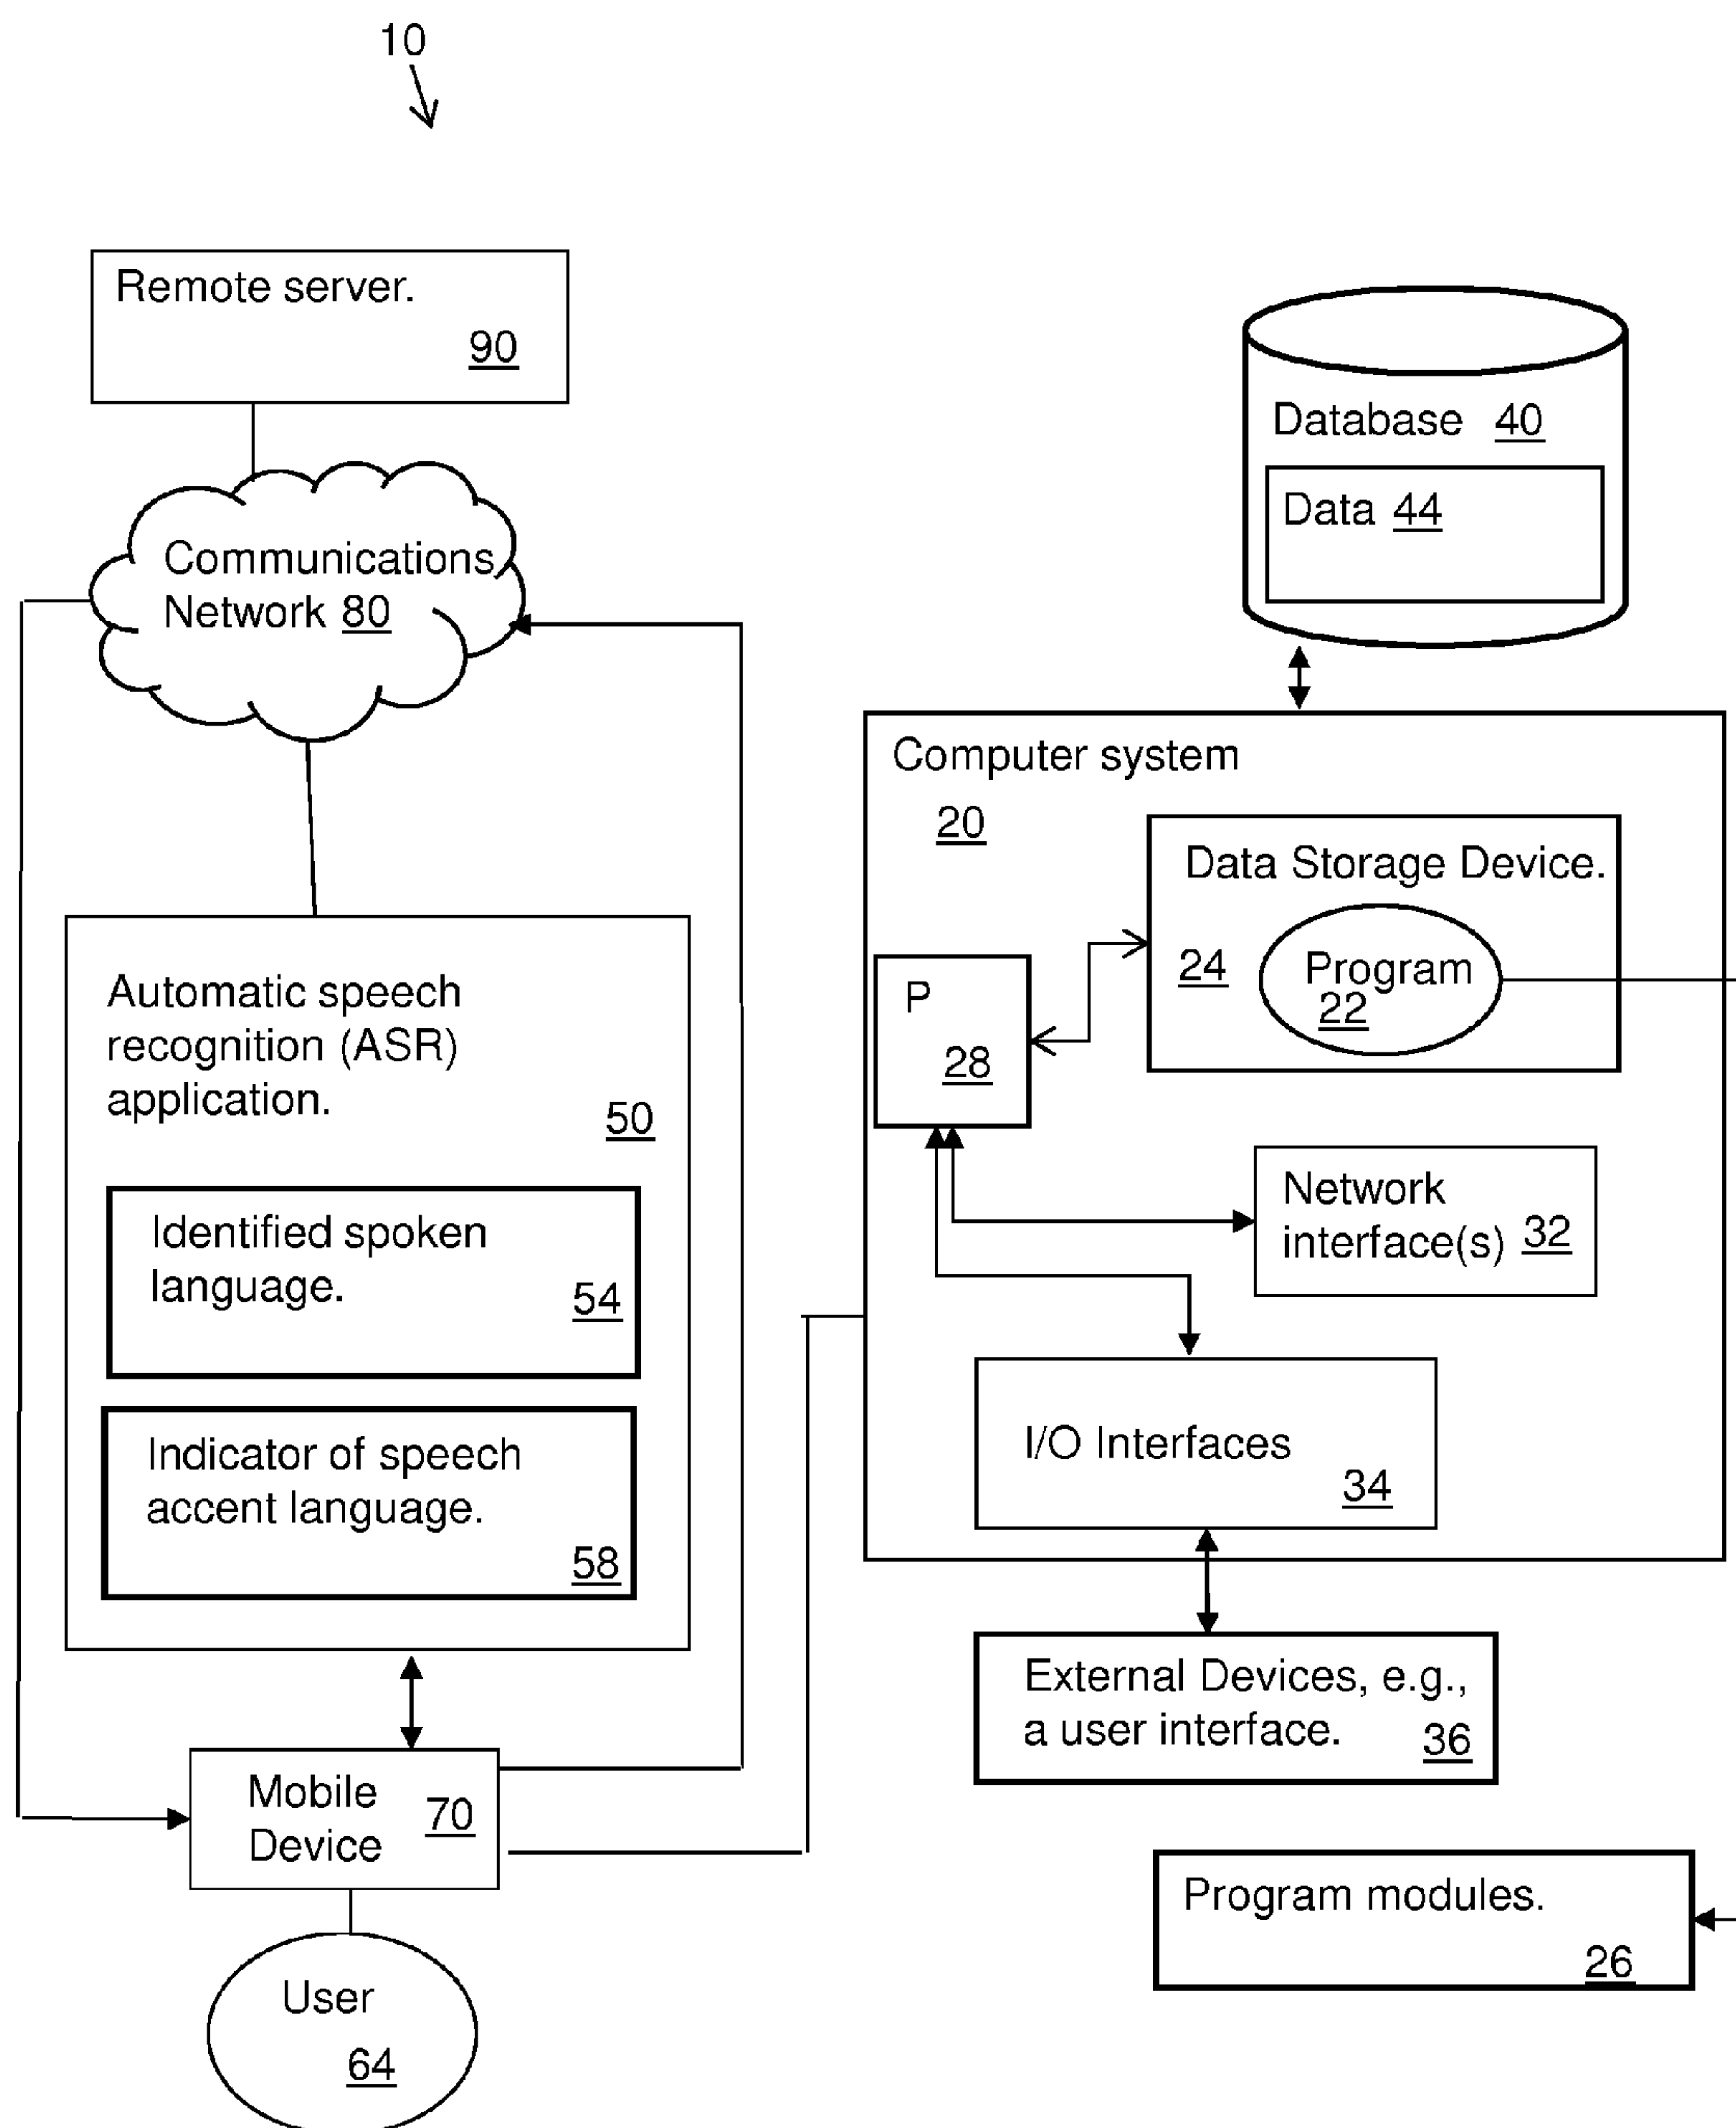 10
Remote server.
90
Communications
Network 80
Automatic speech
recognition (ASR)
application.
50
Identified spoken
language.
54
Indicator of speech
accent language.
58
Mobile
Device
70
User
64
Database 40
Data 44
Computer system
20
Data Storage Device.
24
Program
22
P
28
Network
interface(s) 32
I/O Interfaces
34
External Devices, e.g.,
a user interface.
36
Program modules.
26